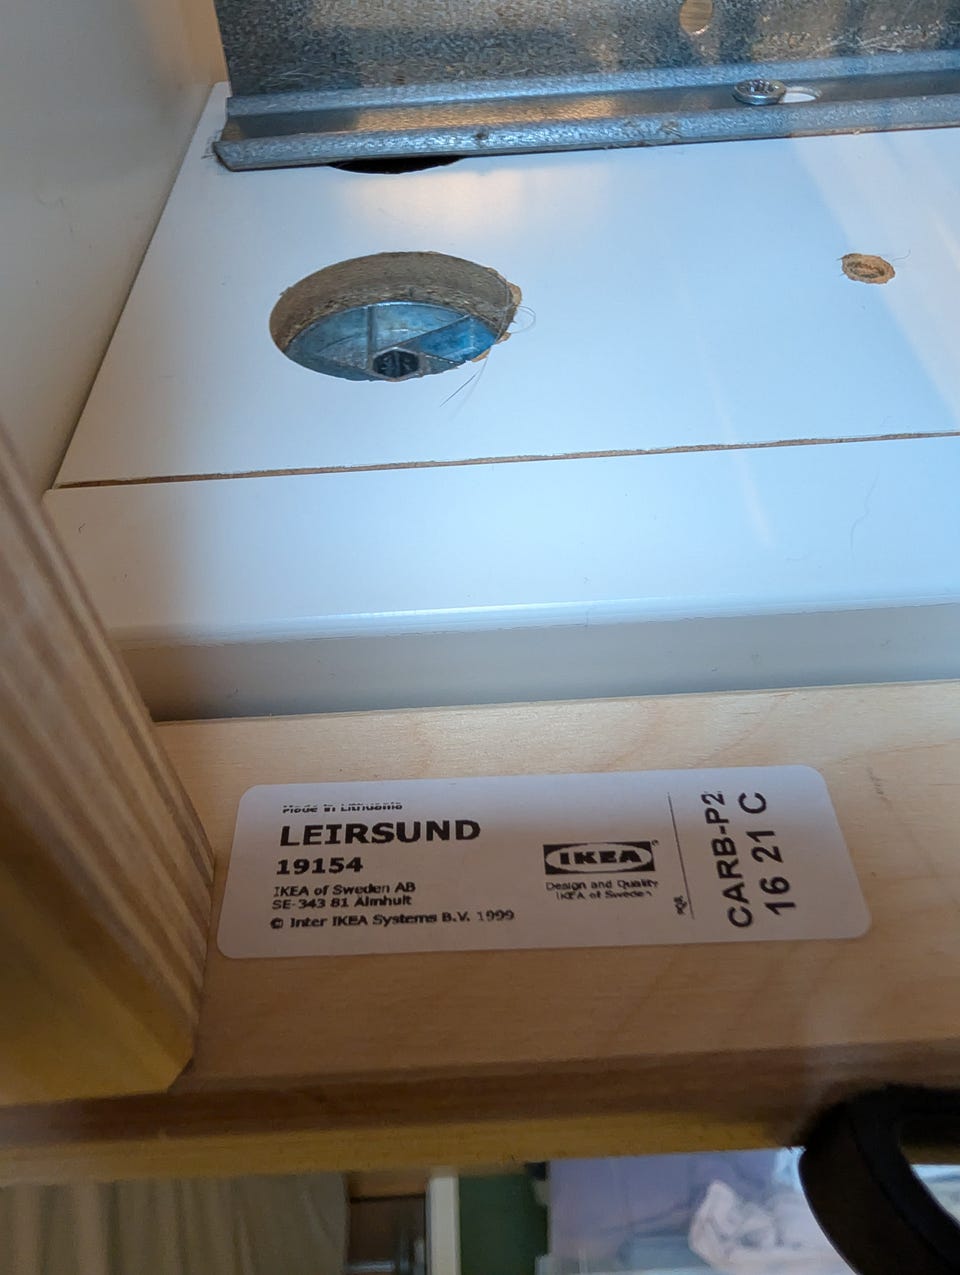 Made in Lithuania
LEIRSUND
19154
IKEA of Sweden AB
SE-343 81 Älmhult
© Inter IKEA Systems B.V. 1999
IKEA®
Design and Quality
IKEA of Sweden
CARB-P2
16 21 C